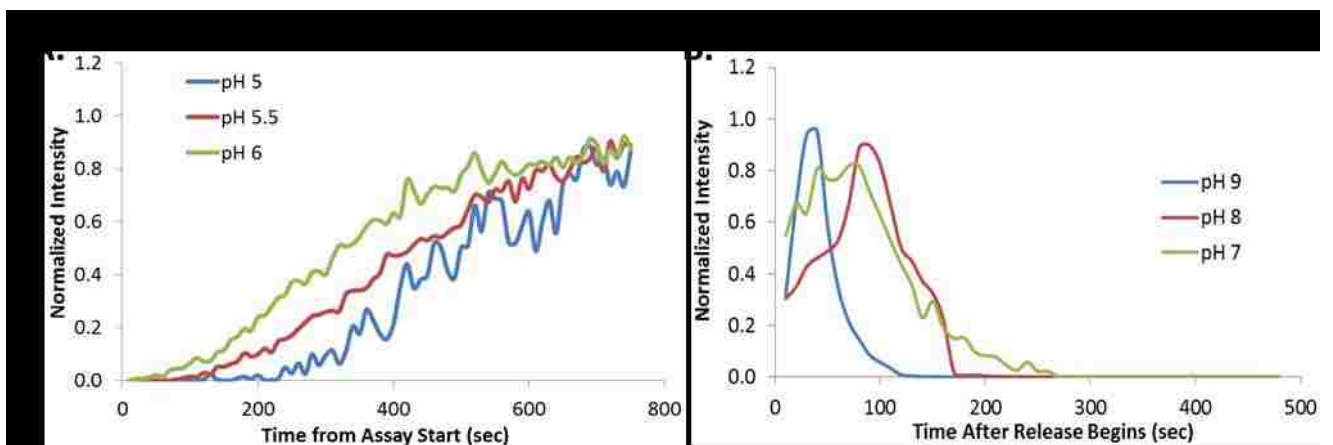 1.2
1.0
0.8
0.6
0.4
0.2
0.0
Normalized Intensity
pH 5
pH 5.5
pH 6
0 200 400 600 800
Time from Assay Start (sec)
B.
1.2
1.0
0.8
0.6
0.4
0.2
0.0
Normalized Intensity
pH 9
pH 8
pH 7
0 100 200 300 400 500
Time After Release Begins (sec)